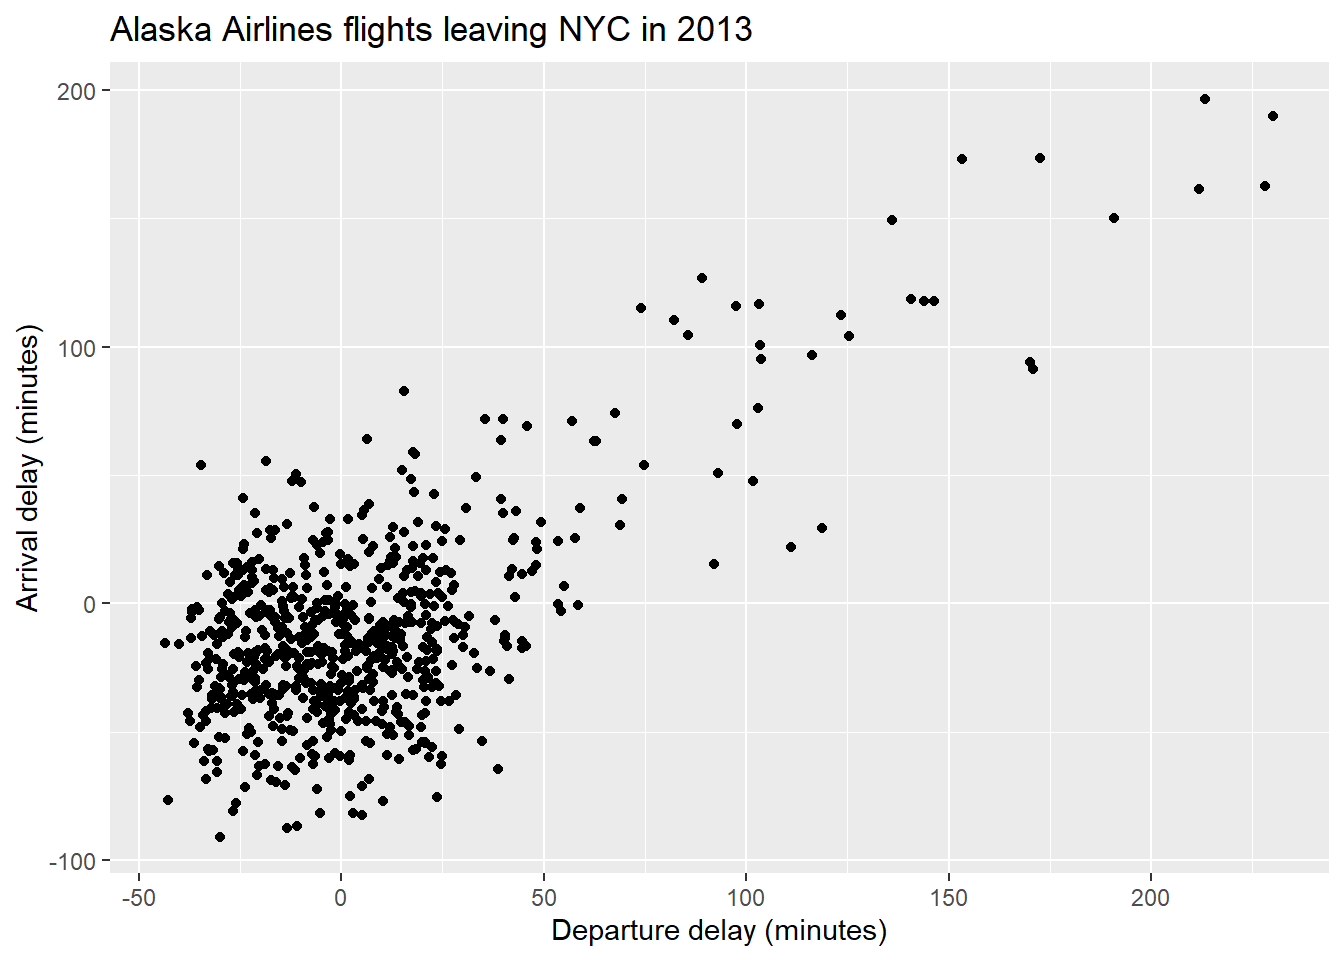 Alaska Airlines flights leaving NYC in 2013
200
100
0
-100
Arrival delay (minutes)
-50 0 50 100 150 200
Departure delay (minutes)